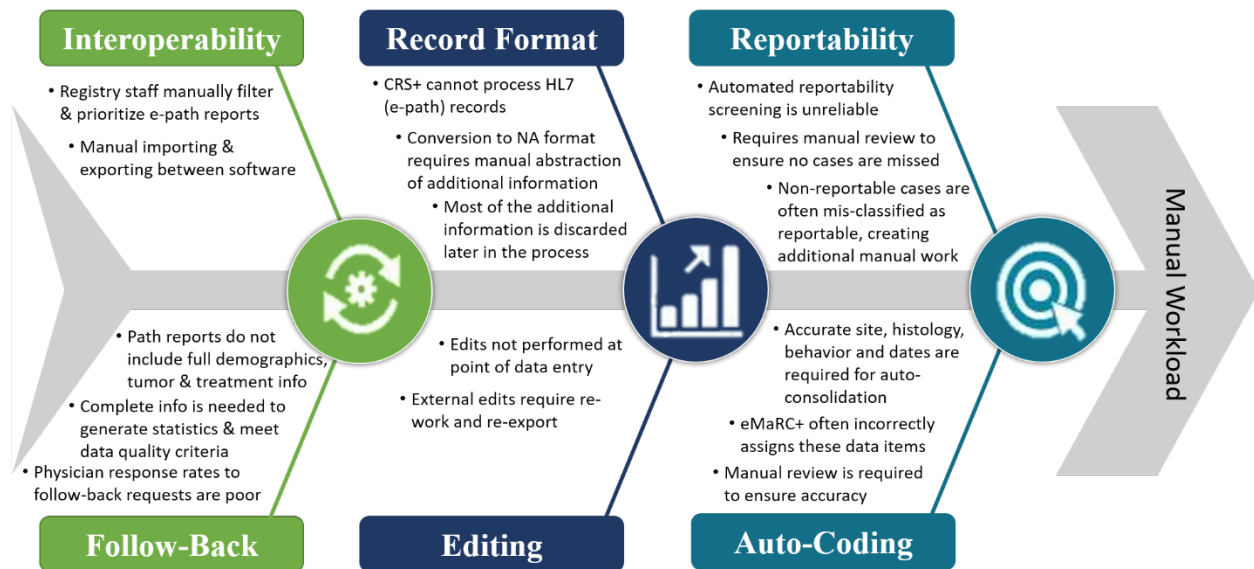 Interoperability
• Registry staff manually filter
& prioritize e-path reports
• Manual importing &
exporting between software
Record Format
• CRS+ cannot process HL7
(e-path) records
• Conversion to NA format
requires manual abstraction
of additional information
• Most of the additional
information is discarded
later in the process
Reportability
• Automated reportability
screening is unreliable
• Requires manual review to
ensure no cases are missed
• Non-reportable cases are
often mis-classified as
reportable, creating
additional manual work
Manual Workload
• Path reports do not
include full demographics,
tumor & treatment info
• Complete info is needed to
generate statistics & meet
data quality criteria
• Physician response rates to
follow-back requests are poor
Follow-Back
• Edits not performed at
point of data entry
• External edits require re-
work and re-export
Editing
• Accurate site, histology,
behavior and dates are
required for auto-
consolidation
• eMaRC+ often incorrectly
assigns these data items
• Manual review is required
to ensure accuracy
Auto-Coding